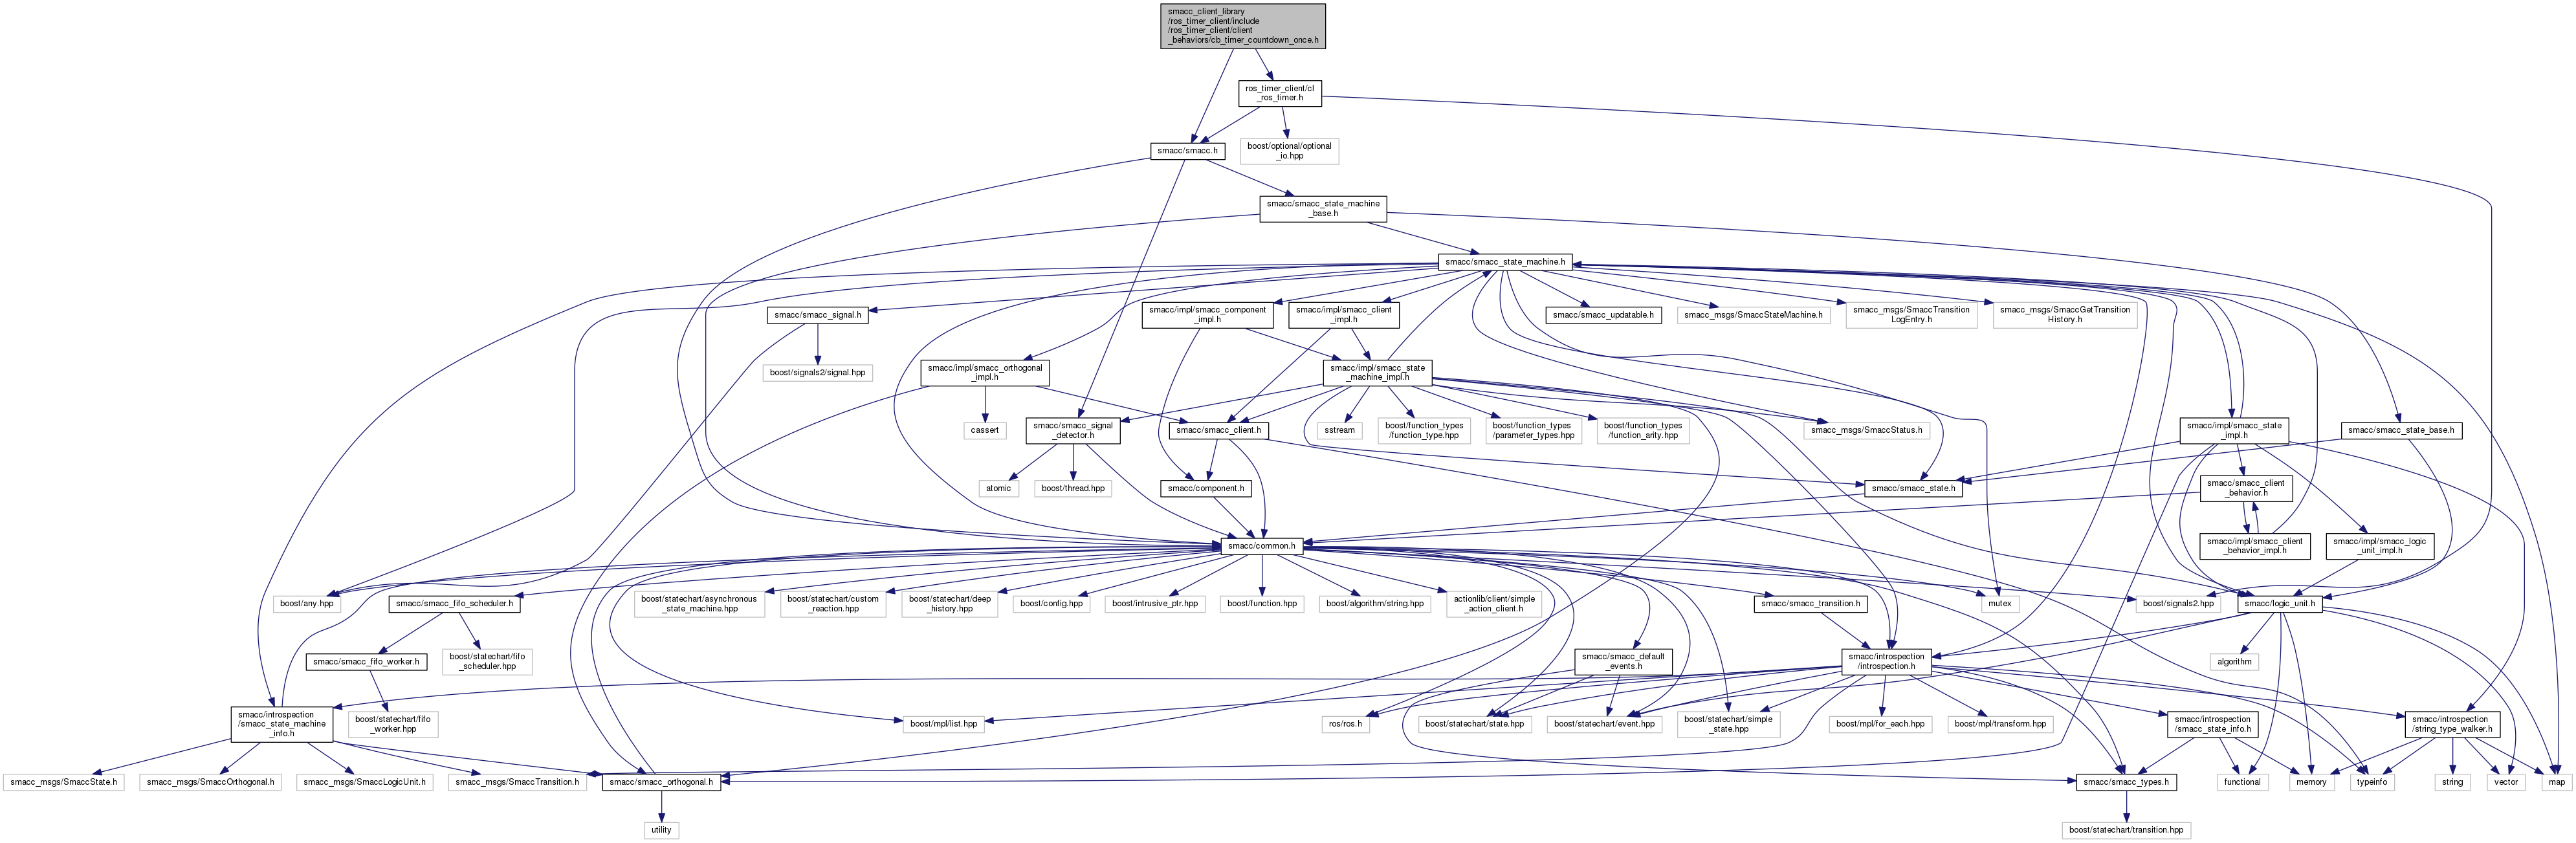 smacc_client_library
/ros_timer_client/include
/ros_timer_client/client
_behaviors/cb_timer_countdown_once.h
ros_timer_client/cl
_ros_timer.h
smacc/smacc.h
boost/optional/optional
_io.hpp
smacc/smacc_state_machine
_base.h
smacc/smacc_state_machine.h
smacc/smacc_signal.h
smacc/impl/smacc_component
_impl.h
smacc/impl/smacc_client
_impl.h
smacc/smacc_updatable.h
smacc_msgs/SmaccStateMachine.h
smacc_msgs/SmaccTransition
LogEntry.h
smacc_msgs/SmaccGetTransition
History.h
boost/signals2/signal.hpp
smacc/impl/smacc_orthogonal
_impl.h
smacc/impl/smacc_state
_machine_impl.h
cassert
smacc/smacc_signal
_detector.h
smacc/smacc_client.h
sstream
boost/function_types
/function_type.hpp
boost/function_types
/parameter_types.hpp
boost/function_types
/function_arity.hpp
smacc_msgs/SmaccStatus.h
smacc/impl/smacc_state
_impl.h
smacc/smacc_state_base.h
atomic
boost/thread.hpp
smacc/component.h
smacc/smacc_state.h
smacc/smacc_client
_behavior.h
smacc/common.h
smacc/impl/smacc_client
_behavior_impl.h
smacc/impl/smacc_logic
_unit_impl.h
boost/any.hpp
smacc/smacc_fifo_scheduler.h
boost/statechart/asynchronous
_state_machine.hpp
boost/statechart/custom
_reaction.hpp
boost/statechart/deep
_history.hpp
boost/config.hpp
boost/intrusive_ptr.hpp
boost/function.hpp
boost/algorithm/string.hpp
actionlib/client/simple
_action_client.h
smacc/smacc_transition.h
mutex
boost/signals2.hpp
smacc/logic_unit.h
smacc/smacc_fifo_worker.h
boost/statechart/fifo
_scheduler.hpp
smacc/smacc_default
_events.h
smacc/introspection
/introspection.h
algorithm
smacc/introspection
/smacc_state_machine
_info.h
boost/statechart/fifo
_worker.hpp
boost/mpl/list.hpp
ros/ros.h
boost/statechart/state.hpp
boost/statechart/event.hpp
boost/statechart/simple
_state.hpp
boost/mpl/for_each.hpp
boost/mpl/transform.hpp
smacc/introspection
/smacc_state_info.h
smacc/introspection
/string_type_walker.h
smacc_msgs/SmaccState.h
smacc_msgs/SmaccOrthogonal.h
smacc_msgs/SmaccLogicUnit.h
smacc_msgs/SmaccTransition.h
smacc/smacc_orthogonal.h
smacc/smacc_types.h
functional
memory
typeinfo
string
vector
map
utility
boost/statechart/transition.hpp